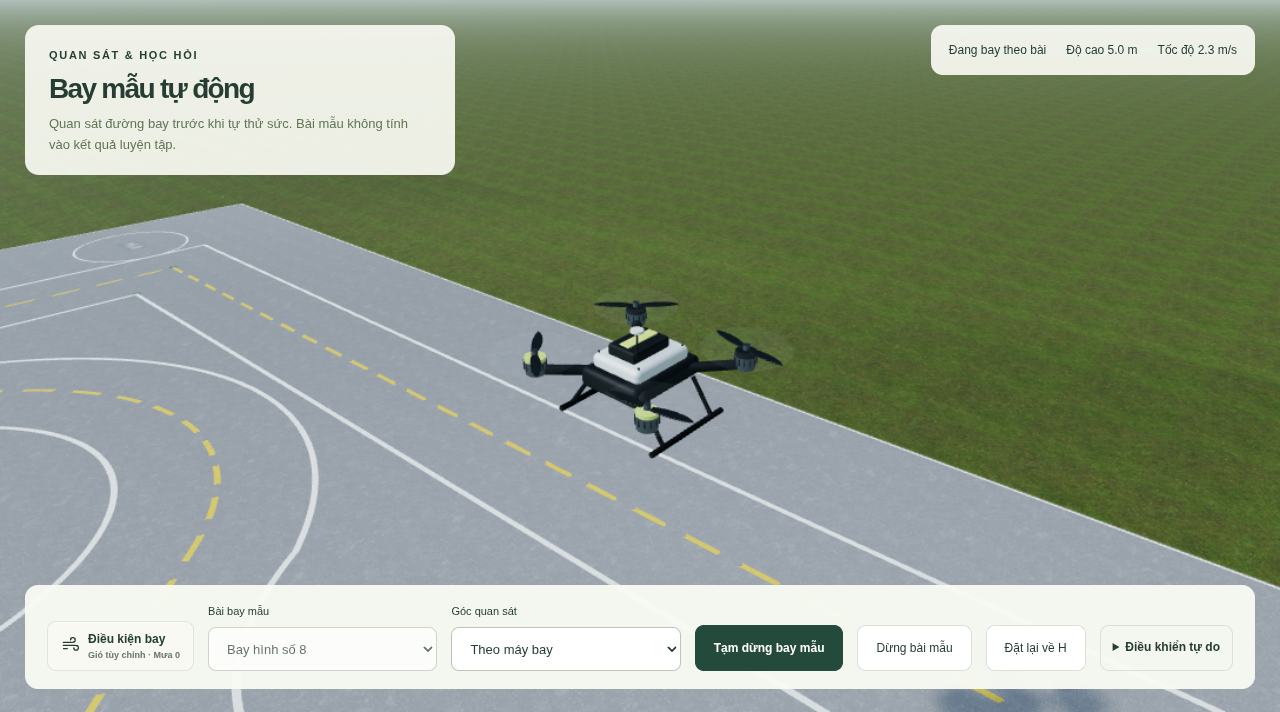 QUAN SÁT & HỌC HỎI
Bay mẫu tự động
Quan sát đường bay trước khi tự thử sức. Bài mẫu không tính
vào kết quả luyện tập.
Đang bay theo bài Độ cao 5.0 m Tốc độ 2.3 m/s
Điều kiện bay
Gió tùy chỉnh · Mưa 0
Bài bay mẫu
Bay hình số 8
Góc quan sát
Theo máy bay
Tạm dừng bay mẫu
Dừng bài mẫu
Đặt lại về H
Điều khiển tự do